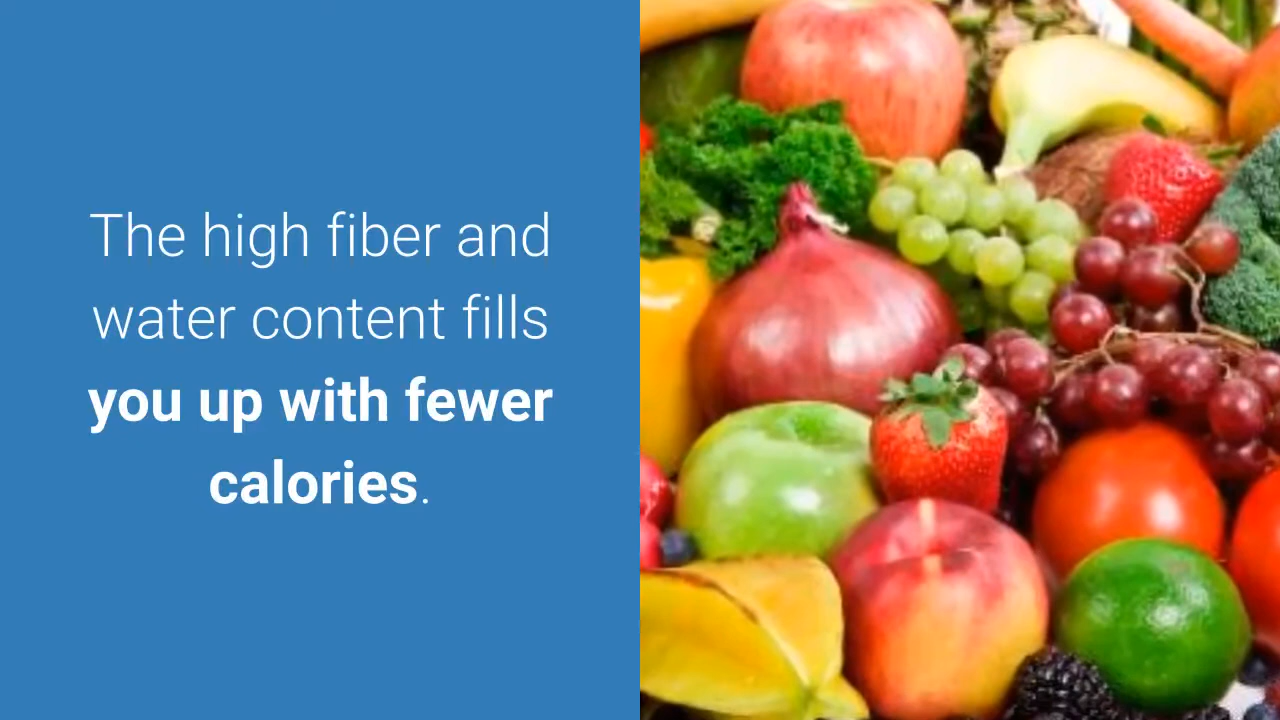 The high fiber and
water content fills
you up with fewer
calories.